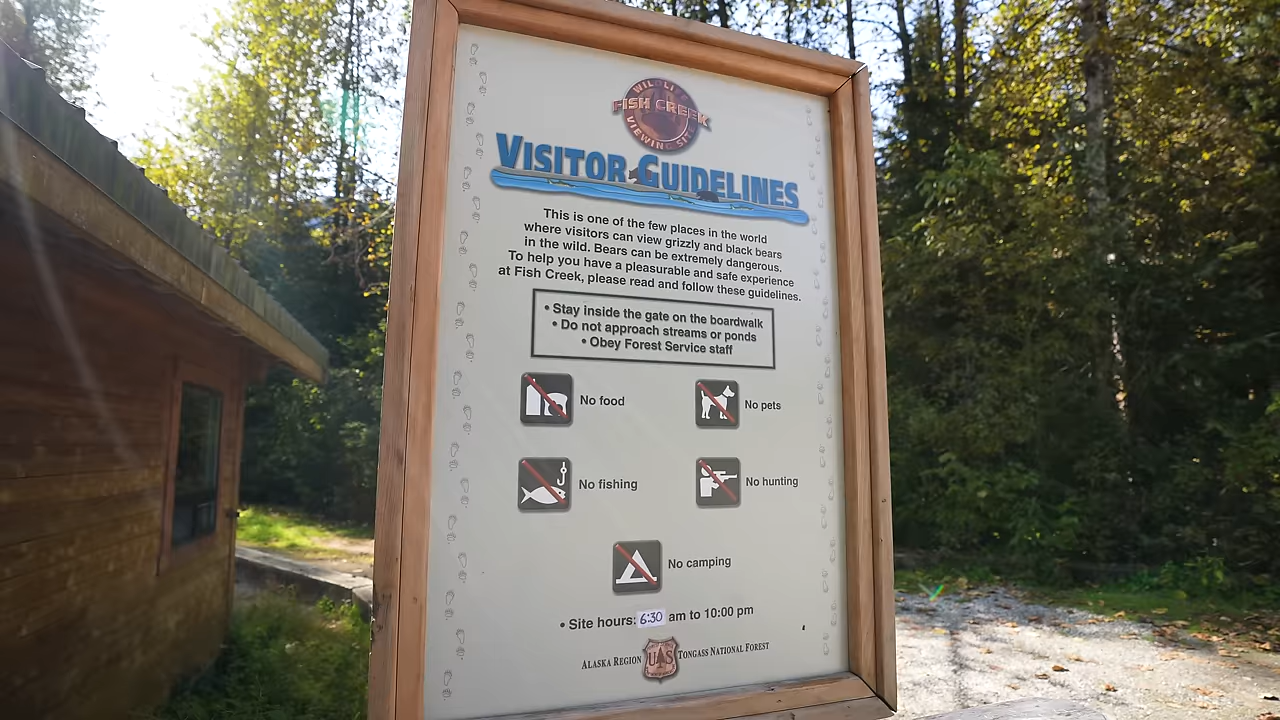 WILDLIFE
FISH CREEK
VIEWING SITE
VISITOR GUIDELINES
This is one of the few places in the world
where visitors can view grizzly and black bears
in the wild. Bears can be extremely dangerous.
To help you have a pleasurable and safe experience
at Fish Creek, please read and follow these guidelines.
• Stay inside the gate on the boardwalk
• Do not approach streams or ponds
• Obey Forest Service staff
No food
No pets
No fishing
No hunting
No camping
• Site hours: 6:30 am to 10:00 pm
ALASKA REGION
UAS
TONGASS NATIONAL FOREST